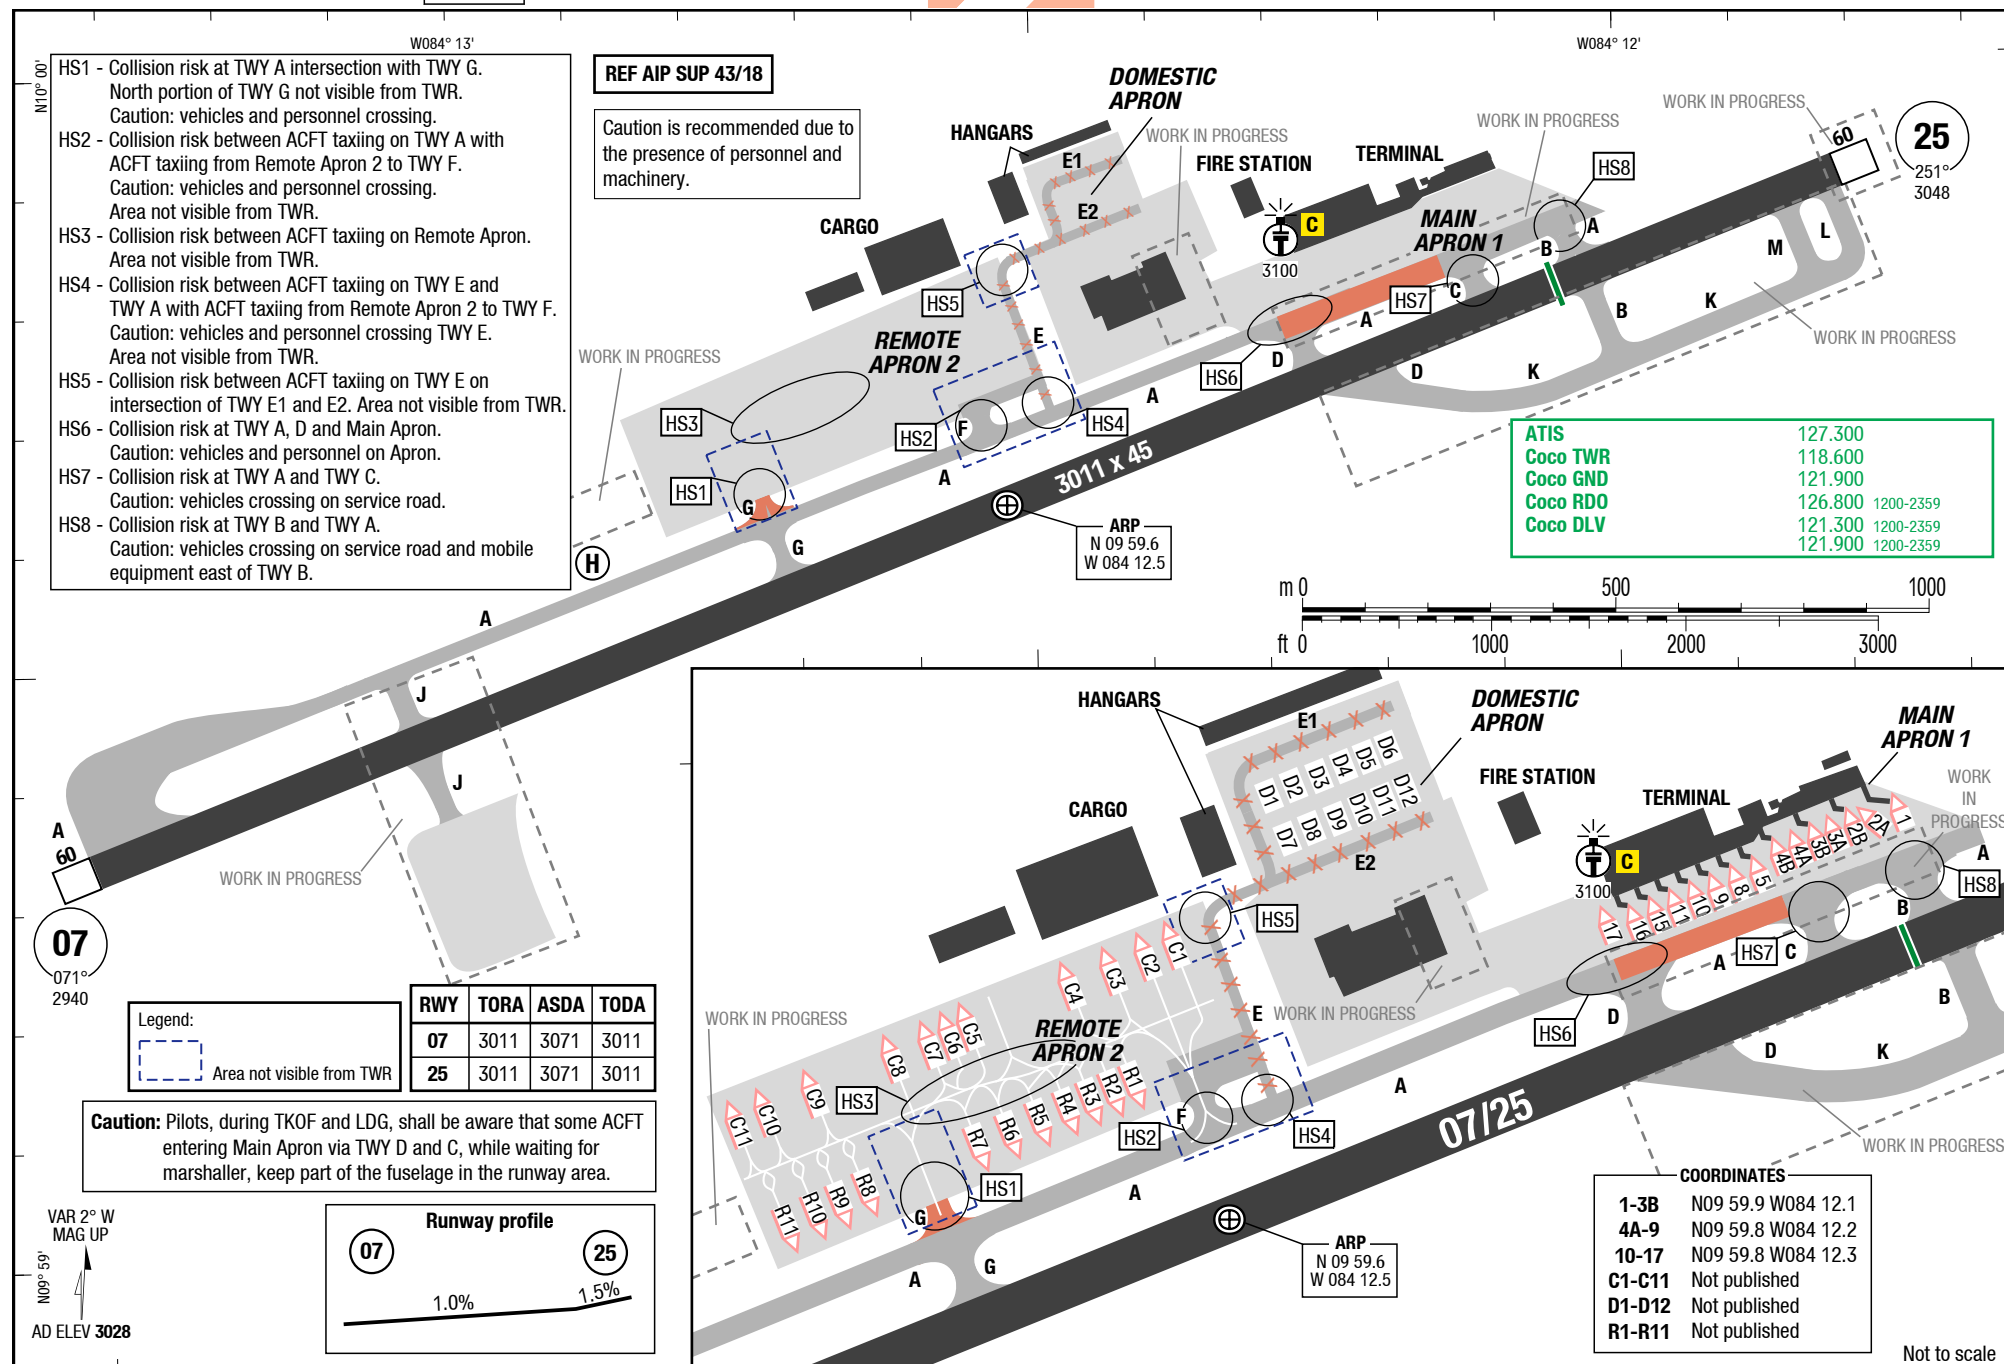 W084° 13'
W084° 12'
N10° 00'
HS1 - Collision risk at TWY A intersection with TWY G.
North portion of TWY G not visible from TWR.
Caution: vehicles and personnel crossing.
HS2 - Collision risk between ACFT taxiing on TWY A with
ACFT taxiing from Remote Apron 2 to TWY F.
Caution: vehicles and personnel crossing.
Area not visible from TWR.
HS3 - Collision risk between ACFT taxiing on Remote Apron.
Area not visible from TWR.
HS4 - Collision risk between ACFT taxiing on TWY E and
TWY A with ACFT taxiing from Remote Apron 2 to TWY F.
Caution: vehicles and personnel crossing TWY E.
Area not visible from TWR.
HS5 - Collision risk between ACFT taxiing on TWY E on
intersection of TWY E1 and E2. Area not visible from TWR.
HS6 - Collision risk at TWY A, D and Main Apron.
Caution: vehicles and personnel on Apron.
HS7 - Collision risk at TWY A and TWY C.
Caution: vehicles crossing on service road.
HS8 - Collision risk at TWY B and TWY A.
Caution: vehicles crossing on service road and mobile
equipment east of TWY B.
REF AIP SUP 43/18
Caution is recommended due to
the presence of personnel and
machinery.
DOMESTIC
APRON
HANGARS
WORK IN PROGRESS
FIRE STATION
TERMINAL
WORK IN PROGRESS
WORK IN PROGRESS
60
25
251°
3048
E1
E2
CARGO
C
3100
MAIN
APRON 1
HS8
A
B
M
L
HS5
HS7
C
B
K
WORK IN PROGRESS
REMOTE
APRON 2
E
A
WORK IN PROGRESS
HS6
D
D
K
A
HS3
HS2
F
HS4
A
3011 x 45
HS1
G
G
H
ARP
N 09 59.6
W 084 12.5
ATIS 127.300
Coco TWR 118.600
Coco GND 121.900
Coco RDO 126.800 1200-2359
Coco DLV 121.300 1200-2359
121.900 1200-2359
m 0 500 1000
ft 0 1000 2000 3000
A
J
J
A
60
WORK IN PROGRESS
07
071°
2940
Legend:
Area not visible from TWR
RWY TORA ASDA TODA
07 3011 3071 3011
25 3011 3071 3011
Caution: Pilots, during TKOF and LDG, shall be aware that some ACFT
entering Main Apron via TWY D and C, while waiting for
marshaller, keep part of the fuselage in the runway area.
VAR 2° W
MAG UP
N09° 59'
AD ELEV 3028
Runway profile
07
25
1.0%
1.5%
HANGARS
DOMESTIC
APRON
MAIN
APRON 1
E1
D1 D2 D3 D4 D5 D6
D7 D8 D9 D10 D11 D12
E2
FIRE STATION
TERMINAL
WORK
IN
PROGRESS
CARGO
C
3100
17 16 15 11 10 9 8 5 4B 4A 3B 3A 2B 2A 1
A
HS8
B
HS5
HS7
C
A
B
C11 C10 C9 C8 C7 C6 C5 C4 C3 C2 C1
WORK IN PROGRESS
REMOTE
APRON 2
E
WORK IN PROGRESS
HS6
D
D
K
A
HS3
R11 R10 R9 R8 R7 R6 R5 R4 R3 R2 R1
HS2
F
HS4
07/25
WORK IN PROGRESS
HS1
G
A
A
G
ARP
N 09 59.6
W 084 12.5
COORDINATES
1-3B N09 59.9 W084 12.1
4A-9 N09 59.8 W084 12.2
10-17 N09 59.8 W084 12.3
C1-C11 Not published
D1-D12 Not published
R1-R11 Not published
Not to scale